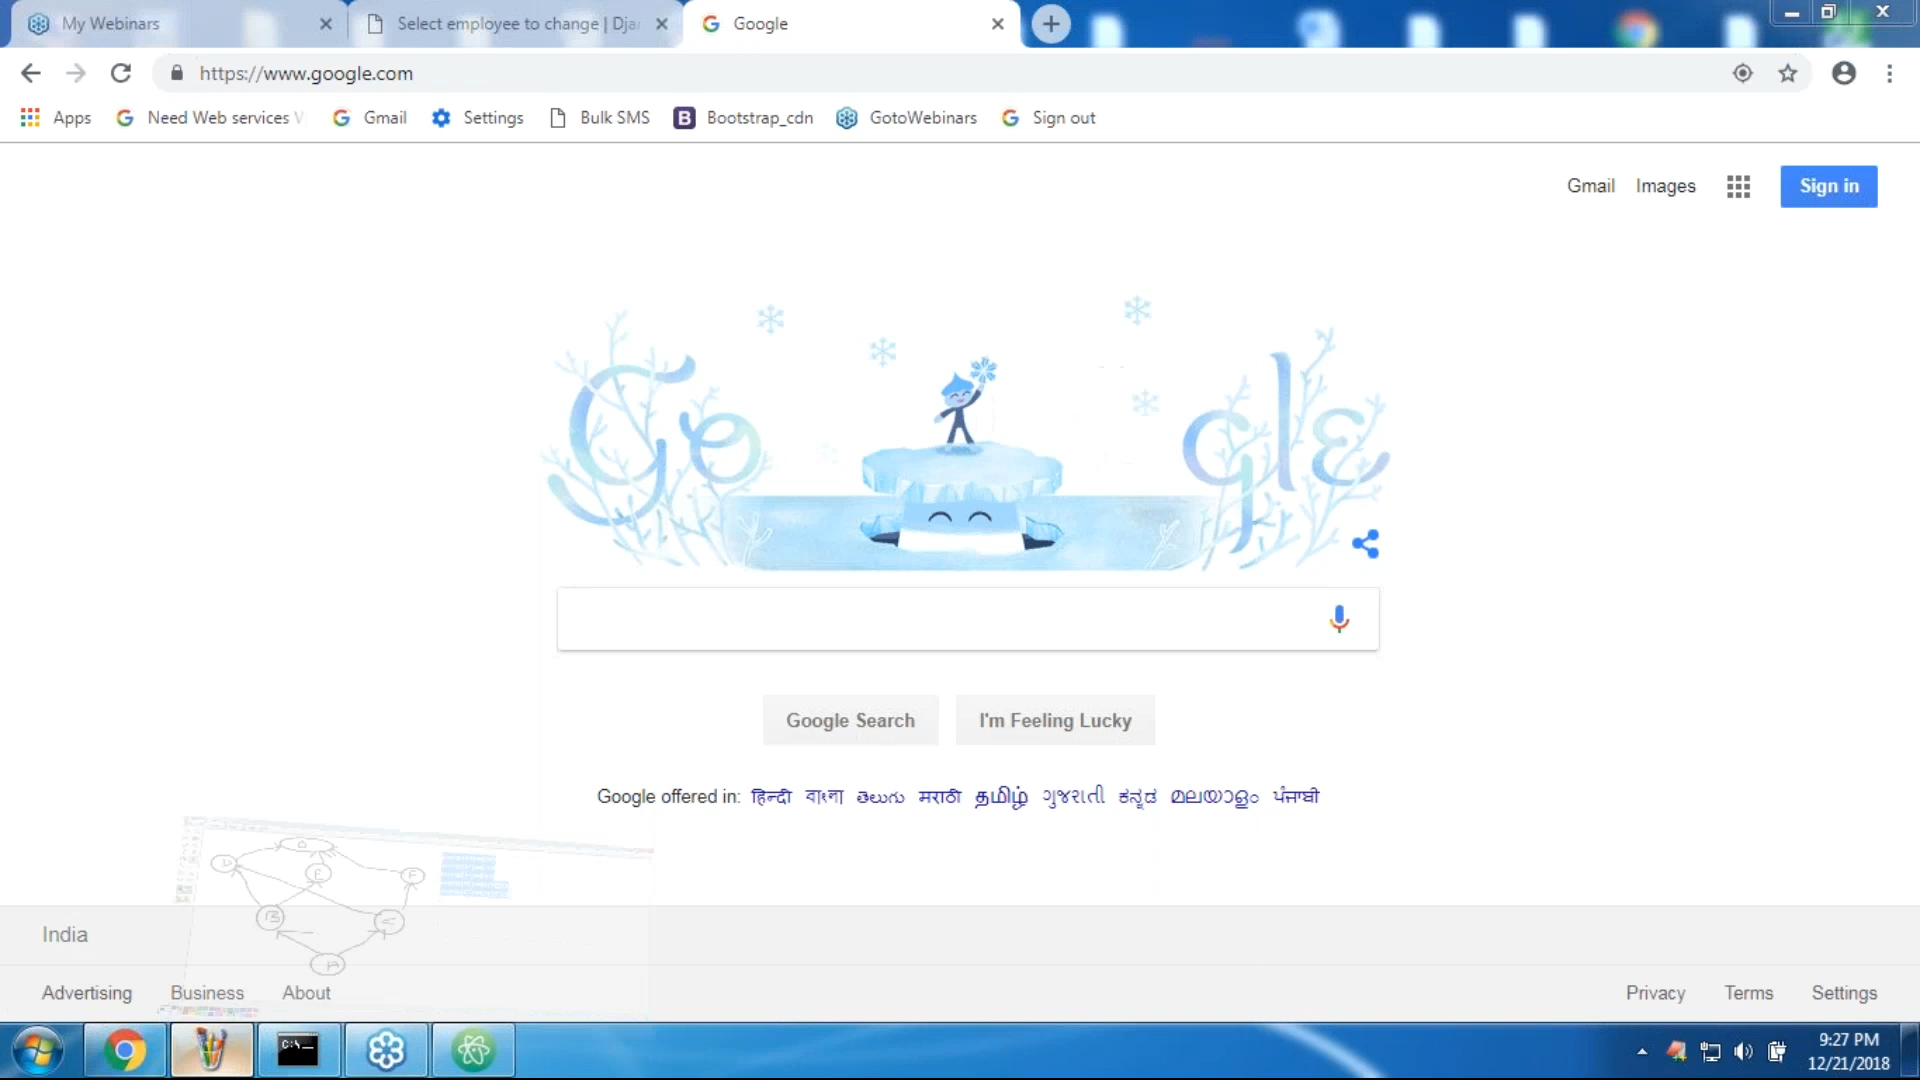 My Webinars
Select employee to change | Dja
Google
https://www.google.com
Apps
Need Web services
Gmail
Settings
Bulk SMS
B
Bootstrap_cdn
GotoWebinars
Sign out
Gmail
Images
Sign in
Google
Google Search
I'm Feeling Lucky
Google offered in: हिन्दी বাংলা తెలుగు मराठी தமிழ் ગુજરાતી ಕನ್ನಡ മലയാളം ਪੰਜਾਬੀ
D
E
F
B
A
India
Advertising
Business
About
Privacy
Terms
Settings
C:\_
9:27 PM
12/21/2018